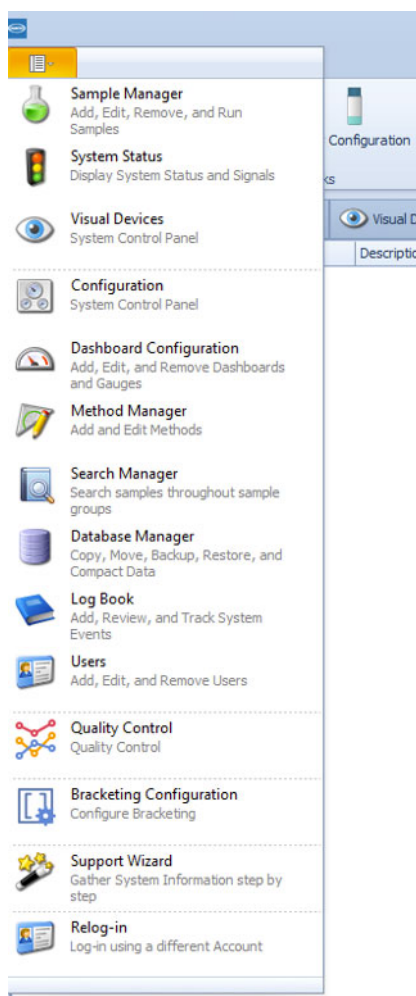 Sample Manager
Add, Edit, Remove, and Run
Samples
System Status
Display System Status and Signals
Visual Devices
System Control Panel
Configuration
System Control Panel
Dashboard Configuration
Add, Edit, and Remove Dashboards
and Gauges
Method Manager
Add and Edit Methods
Search Manager
Search samples throughout sample
groups
Database Manager
Copy, Move, Backup, Restore, and
Compact Data
Log Book
Add, Review, and Track System
Events
Users
Add, Edit, and Remove Users
Quality Control
Quality Control
Bracketing Configuration
Configure Bracketing
Support Wizard
Gather System Information step by
step
Relog-in
Log-in using a different Account
Configuration
ks
Visual D
Descriptio